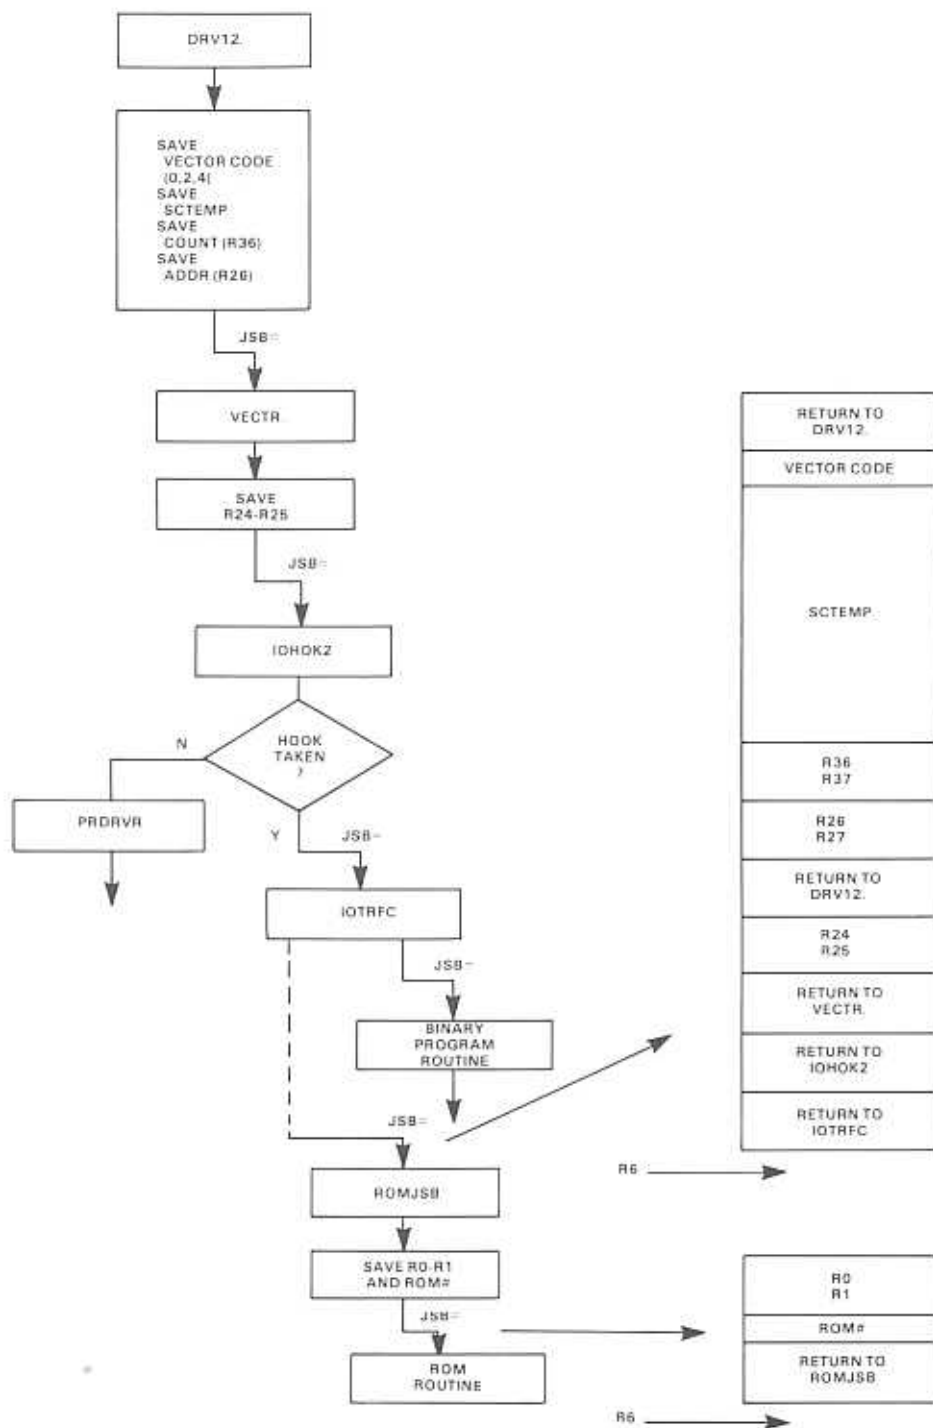 DRV12.
SAVE
VECTOR CODE
(0,2,4(
SAVE
SCTEMP
SAVE
COUNT (R36)
SAVE
ADDR (R26)
JSB=
VECTR
SAVE
R24-R25
JSB=
IOHOK2
HOOK
TAKEN
?
N
PRDRVR
Y
JSB=
IOTRFC
JSB=
BINARY
PROGRAM
ROUTINE
JSB=
ROMJSB
SAVE R0-R1
AND ROM#
JSB=
ROM
ROUTINE
RETURN TO
DRV12.
VECTOR CODE
SCTEMP
R36
R37
R26
R27
RETURN TO
DRV12.
R24
R25
RETURN TO
VECTR.
RETURN TO
IOHOK2
RETURN TO
IOTRFC
R6
R0
R1
ROM#
RETURN TO
ROMJSB
R6